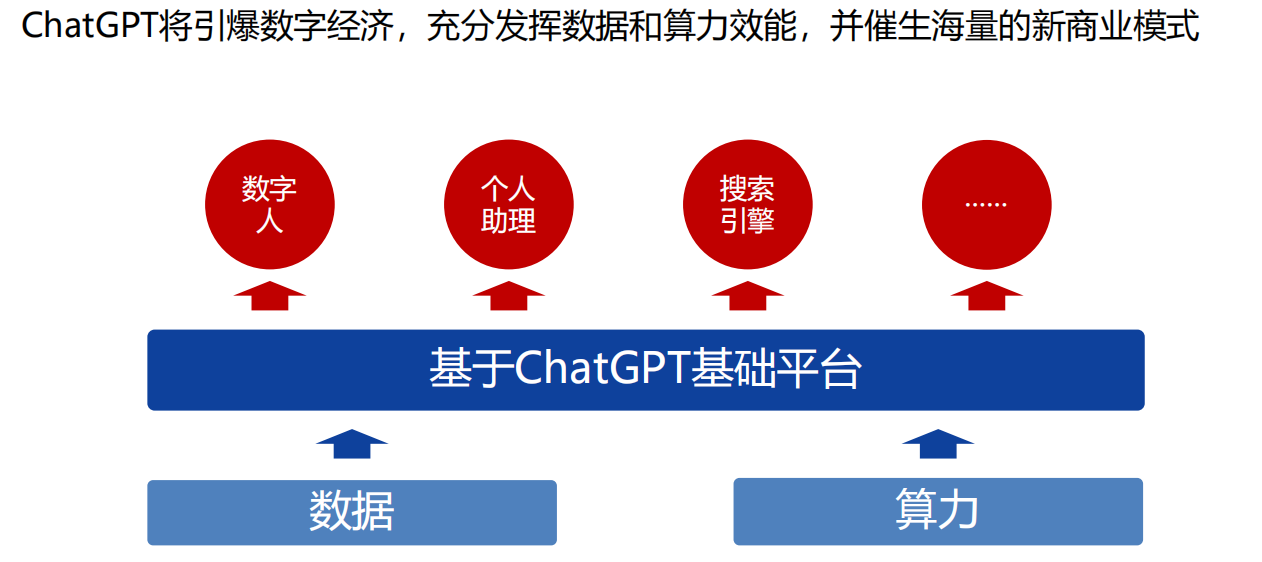 ChatGPT将引爆数字经济，充分发挥数据和算力效能，并催生海量的新商业模式
数字
人
个人
助理
搜索
引擎
……
基于ChatGPT基础平台
数据
算力